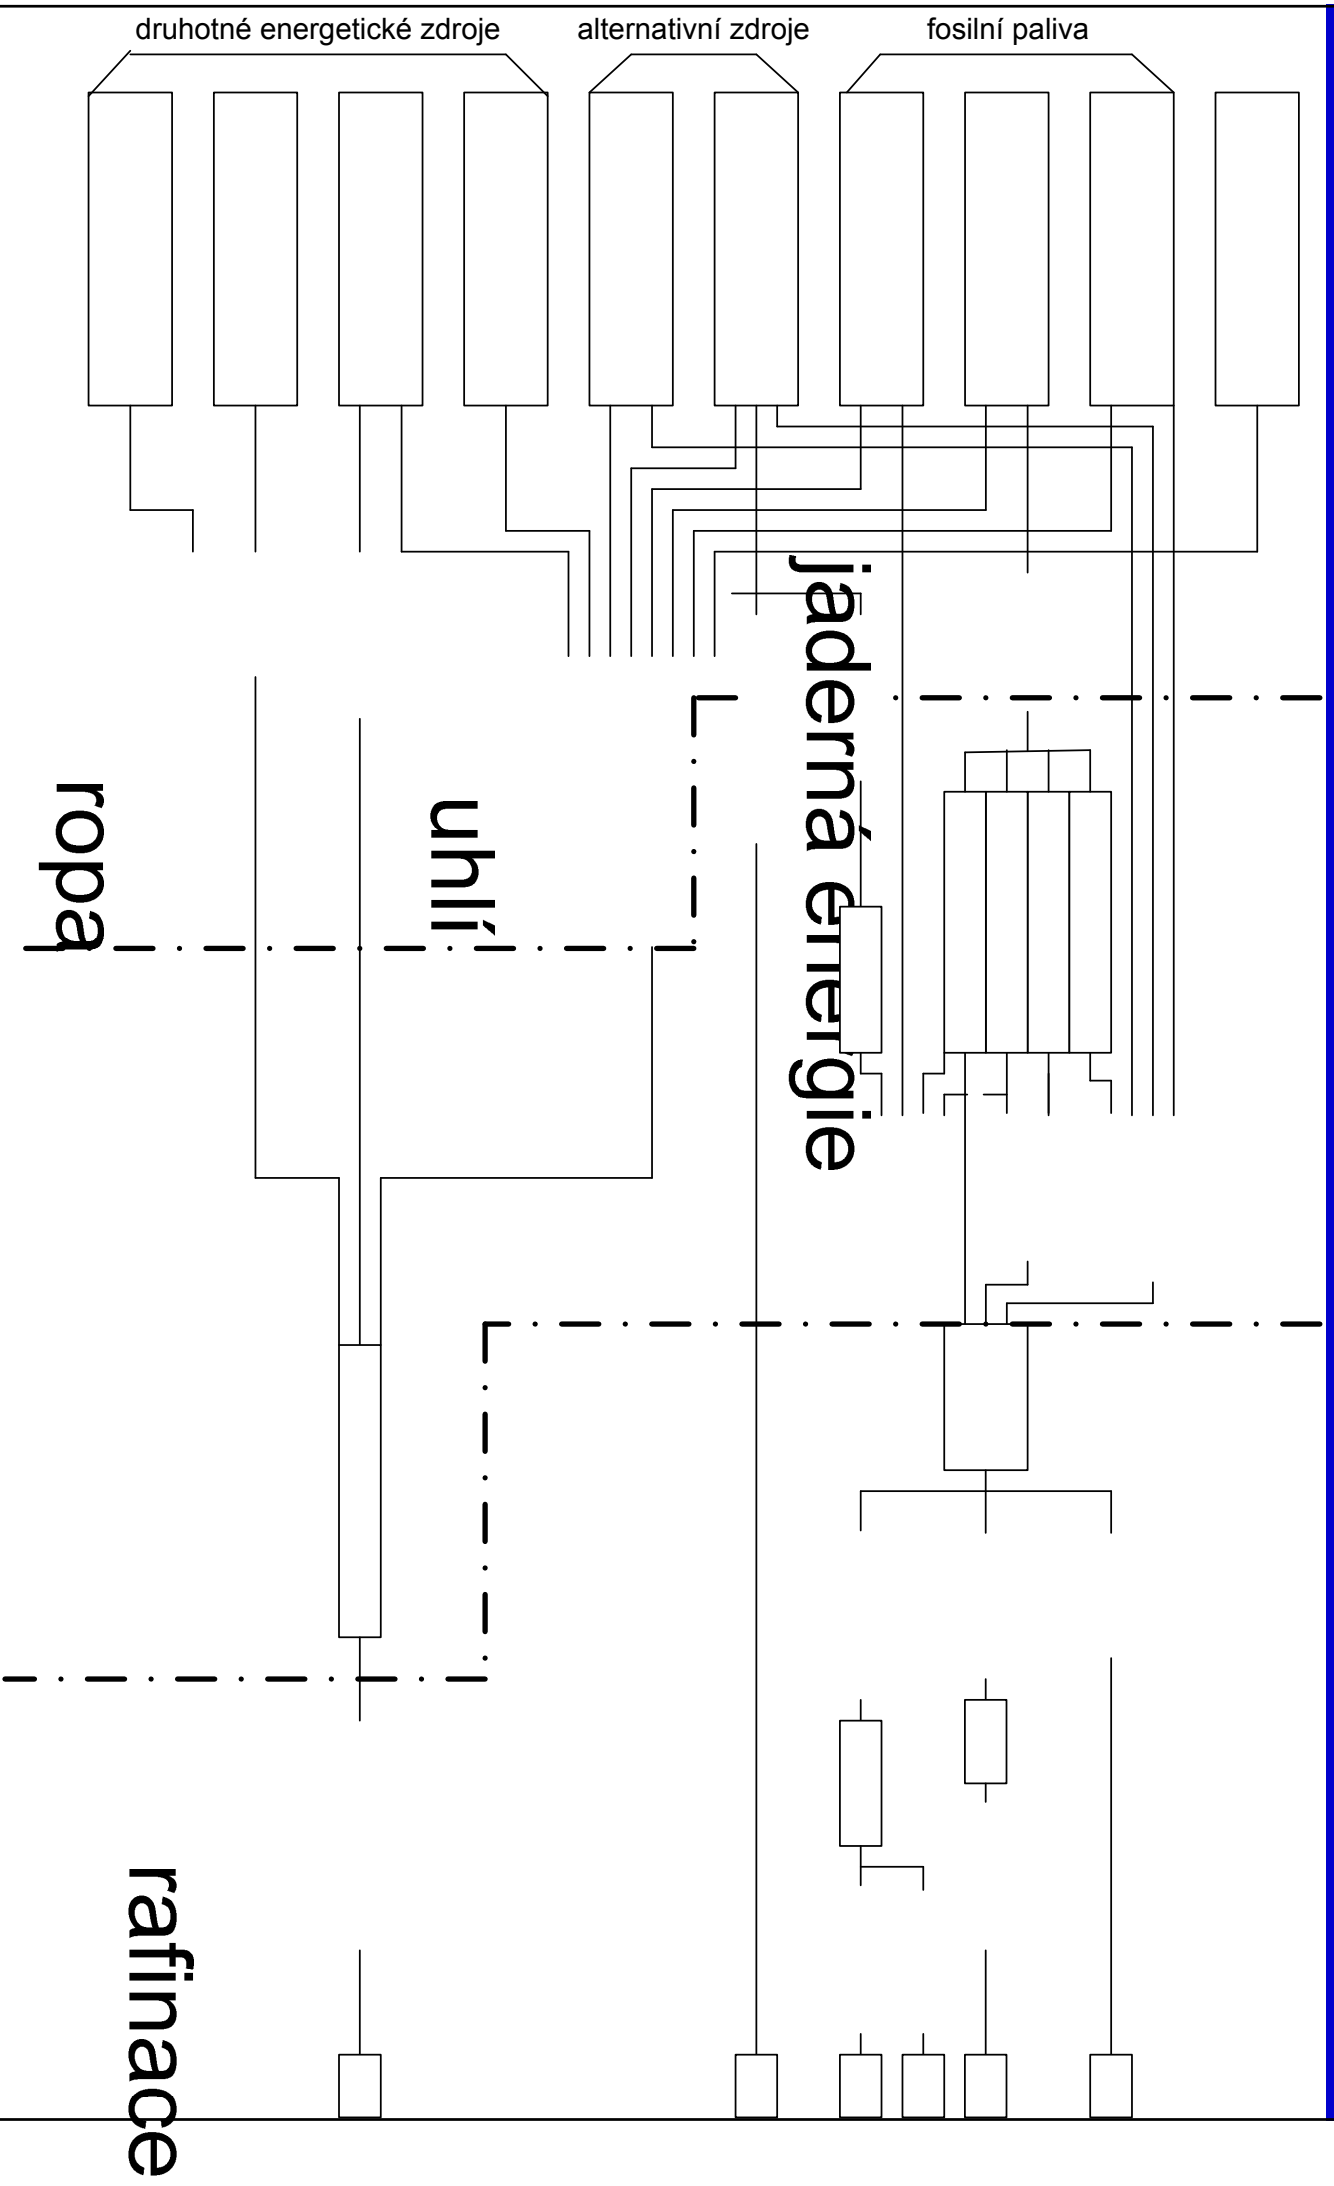 druhotné energetické zdroje
alternativní zdroje
fosilní paliva
jaderná energie
ropa
uhlí
rafinace